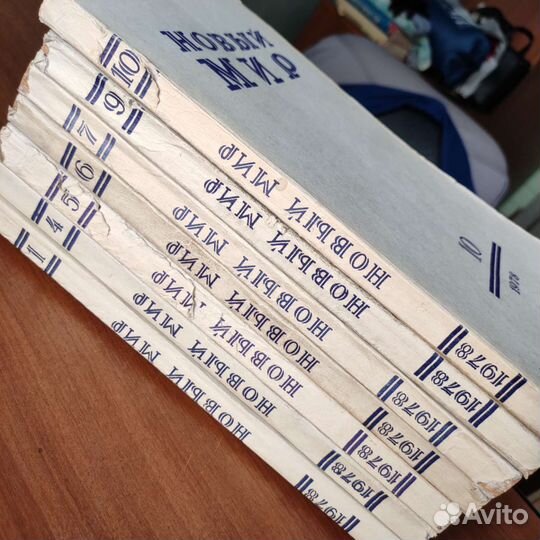 НОВЫЙ
МИР
10
1978
10 НОВЫЙ МИР 1978
9 НОВЫЙ МИР 1978
7 НОВЫЙ МИР 1978
6 НОВЫЙ МИР 1978
5 НОВЫЙ МИР 1978
4 НОВЫЙ МИР 1978
1 НОВЫЙ МИР 1978
Avito